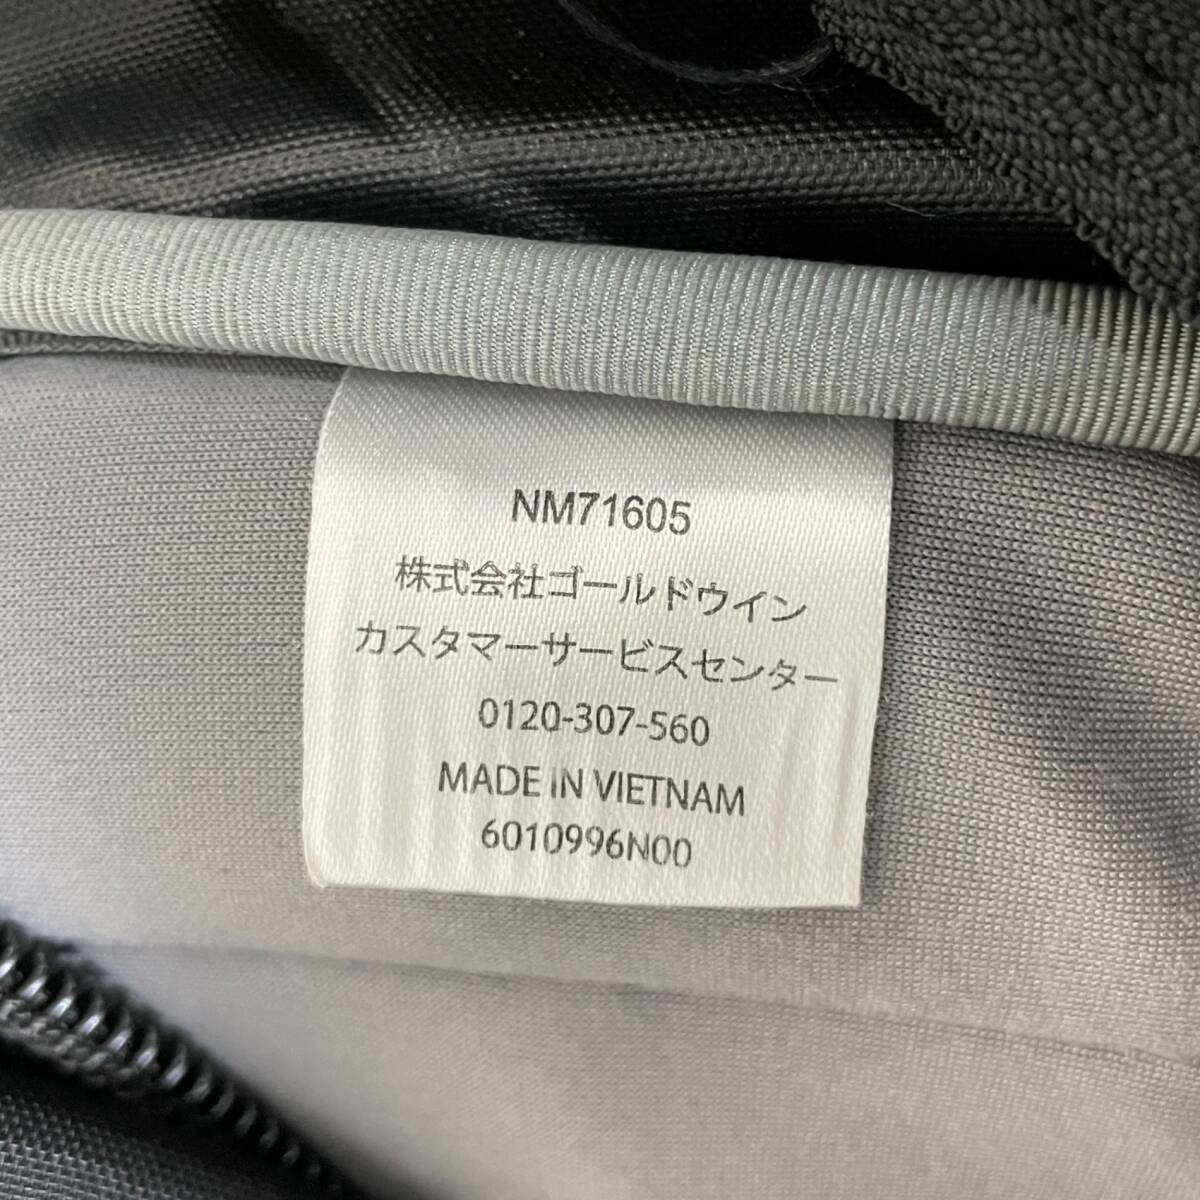 NM71605
株式会社ゴールドウイン
カスタマーサービスセンター
0120-307-560
MADE IN VIETNAM
6010996N00